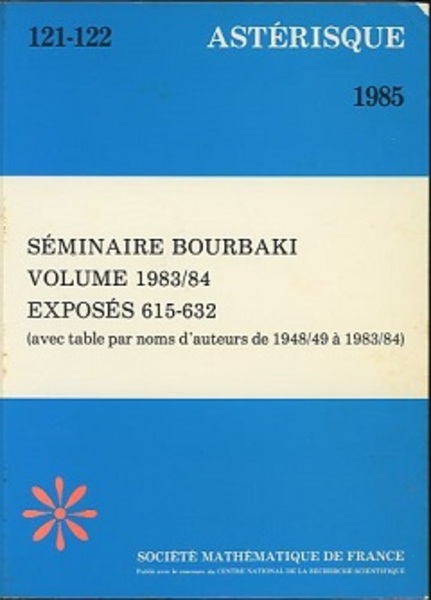 121-122 ASTÉRISQUE
1985
SÉMINAIRE BOURBAKI
VOLUME 1983/84
EXPOSÉS 615-632
(avec table par noms d'auteurs de 1948/49 à 1983/84)
SOCIÉTÉ MATHÉMATIQUE DE FRANCE
Publié avec le concours du CENTRE NATIONAL DE LA RECHERCHE SCIENTIFIQUE